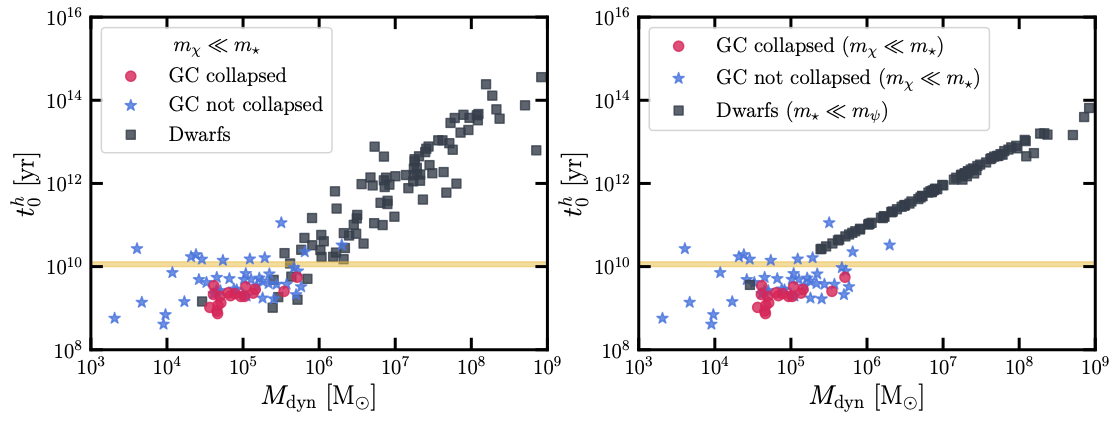 10^16
10^14
10^12
10^10
10^8
t_0^h [yr]
m_χ ≪ m_⋆
GC collapsed
GC not collapsed
Dwarfs
10^3 10^4 10^5 10^6 10^7 10^8 10^9
M_dyn [M_⊙]
10^16
10^14
10^12
10^10
10^8
t_0^h [yr]
GC collapsed (m_χ ≪ m_⋆)
GC not collapsed (m_χ ≪ m_⋆)
Dwarfs (m_⋆ ≪ m_ψ)
10^3 10^4 10^5 10^6 10^7 10^8 10^9
M_dyn [M_⊙]